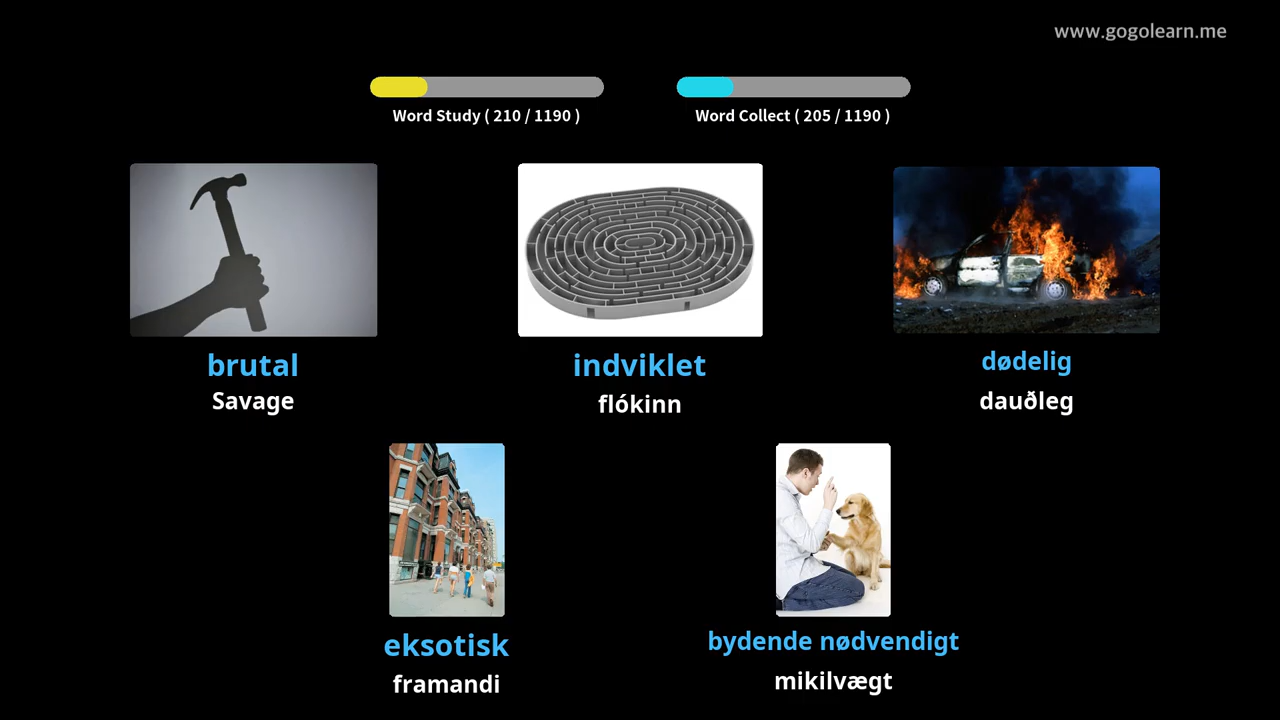 www.gogolearn.me
Word Study ( 210 / 1190 )
Word Collect ( 205 / 1190 )
brutal
Savage
indviklet
flókinn
dødelig
dauðleg
eksotisk
framandi
bydende nødvendigt
mikilvægt